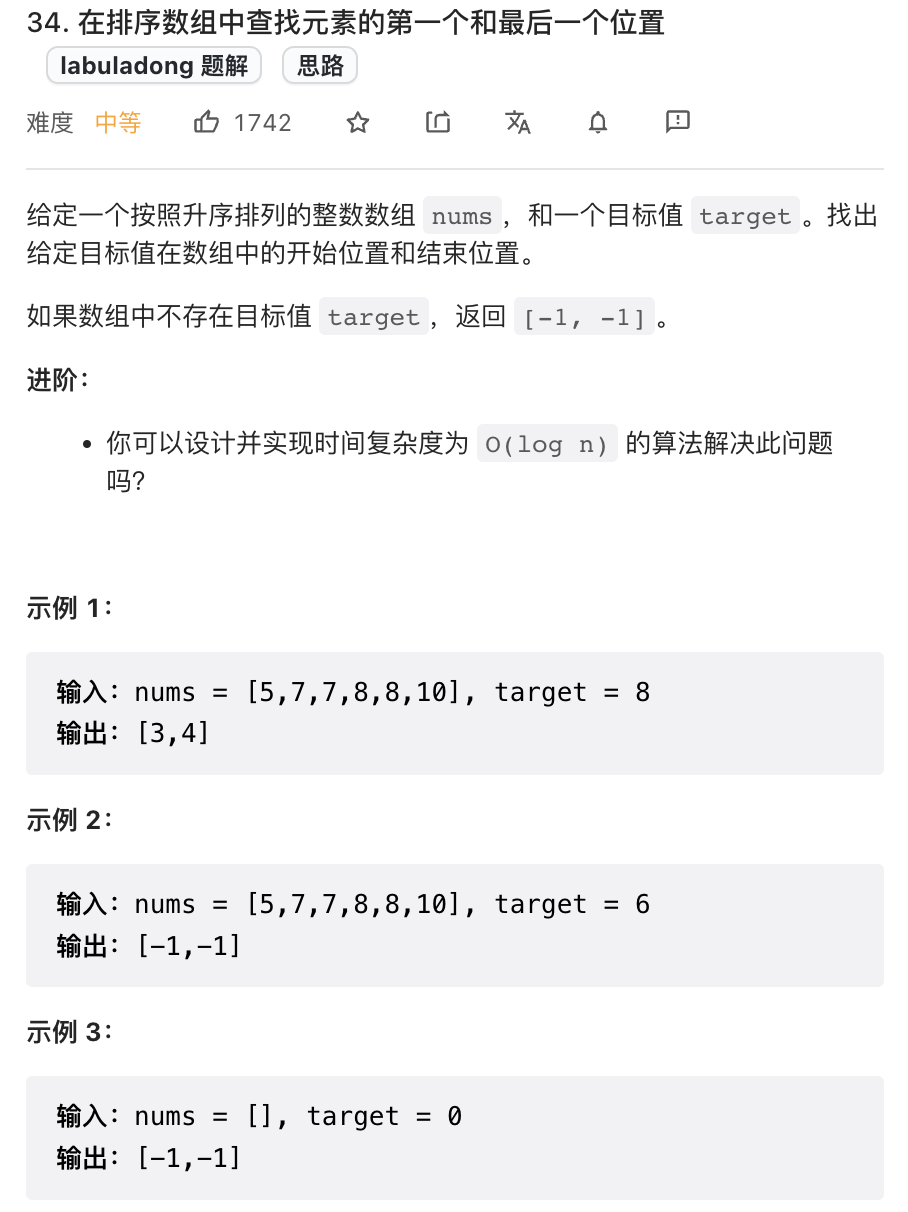 34. 在排序数组中查找元素的第一个和最后一个位置
labuladong 题解 思路
难度 中等 1742
给定一个按照升序排列的整数数组 nums，和一个目标值 target。找出
给定目标值在数组中的开始位置和结束位置。
如果数组中不存在目标值 target，返回 [-1, -1]。
进阶：
• 你可以设计并实现时间复杂度为 O(log n) 的算法解决此问题
吗？
示例 1：
输入：nums = [5,7,7,8,8,10], target = 8
输出：[3,4]
示例 2：
输入：nums = [5,7,7,8,8,10], target = 6
输出：[-1,-1]
示例 3：
输入：nums = [], target = 0
输出：[-1,-1]